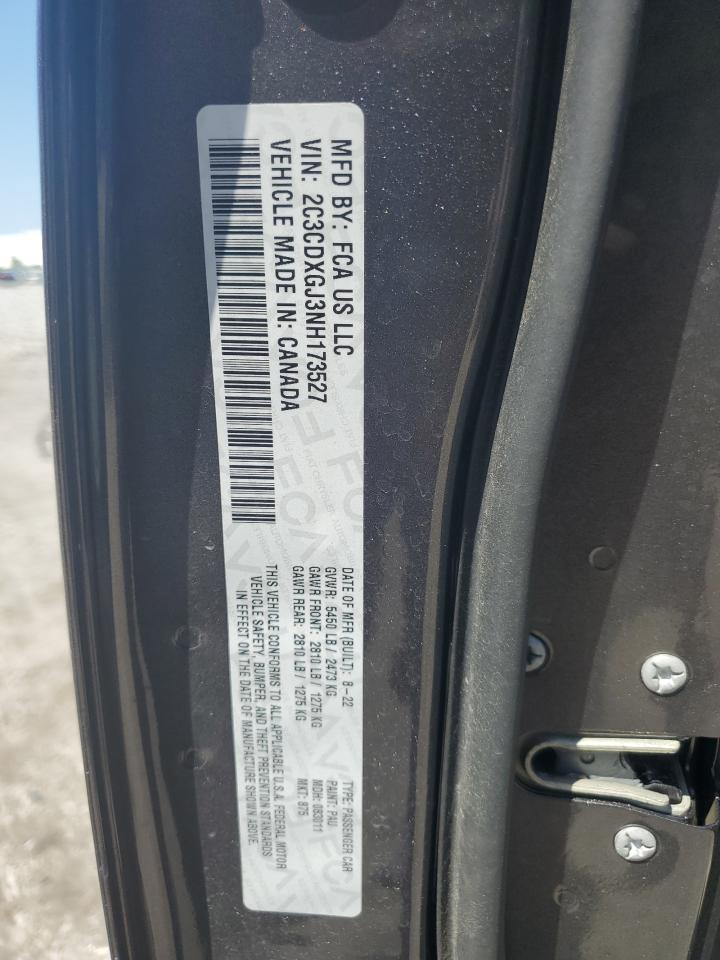 MFD BY: FCA US LLC
VIN: 2C3CDXGJ3NH173527
VEHICLE MADE IN: CANADA
DATE OF MFR (BUILT): 8-22
GVWR: 5450 LB / 2473 KG
GAWR FRONT: 2810 LB / 1275 KG
GAWR REAR: 2810 LB / 1275 KG
TYPE: PASSENGER CAR
PAINT: PAU
MDH: 083011
MKT: 875
THIS VEHICLE CONFORMS TO ALL APPLICABLE U.S.A. FEDERAL MOTOR
VEHICLE SAFETY, BUMPER, AND THEFT PREVENTION STANDARDS
IN EFFECT ON THE DATE OF MANUFACTURE SHOWN ABOVE.